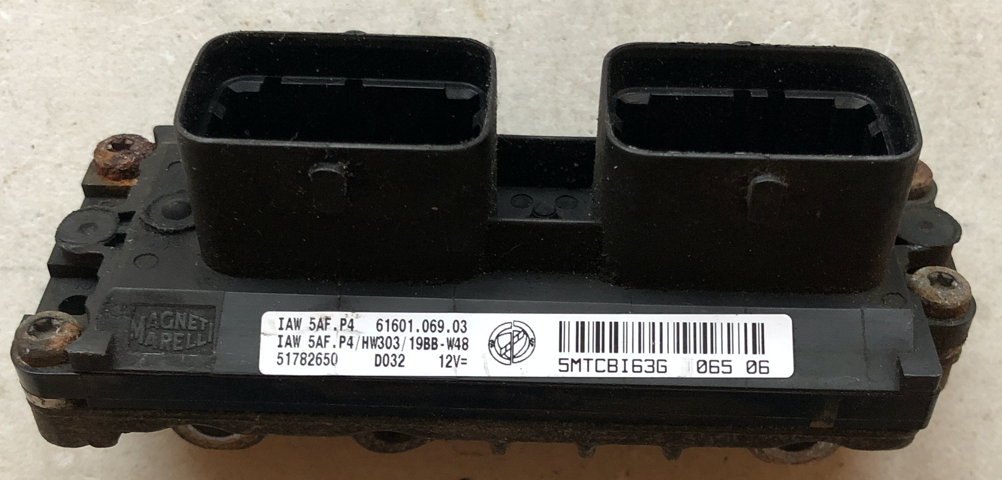 MAGNETI
MARELLI
IAW 5AF.P4 61601.069.03
IAW 5AF.P4/HW303/19BB-W48
51782650 D032 12V=
5MTCBI63G 065 06